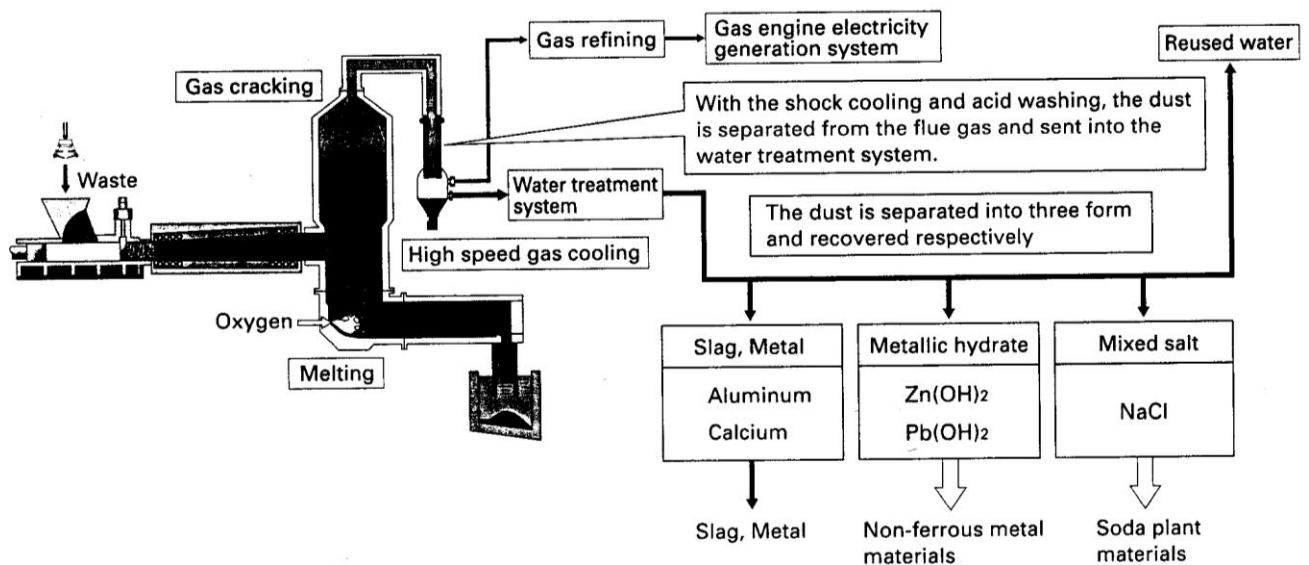 Gas refining
Gas engine electricity
generation system
Reused water
Gas cracking
With the shock cooling and acid washing, the dust
is separated from the flue gas and sent into the
water treatment system.
Waste
Water treatment
system
The dust is separated into three form
and recovered respectively
High speed gas cooling
Oxygen
Melting
Slag, Metal
Aluminum
Calcium
Slag, Metal
Metallic hydrate
Zn(OH)2
Pb(OH)2
Non-ferrous metal
materials
Mixed salt
NaCl
Soda plant
materials